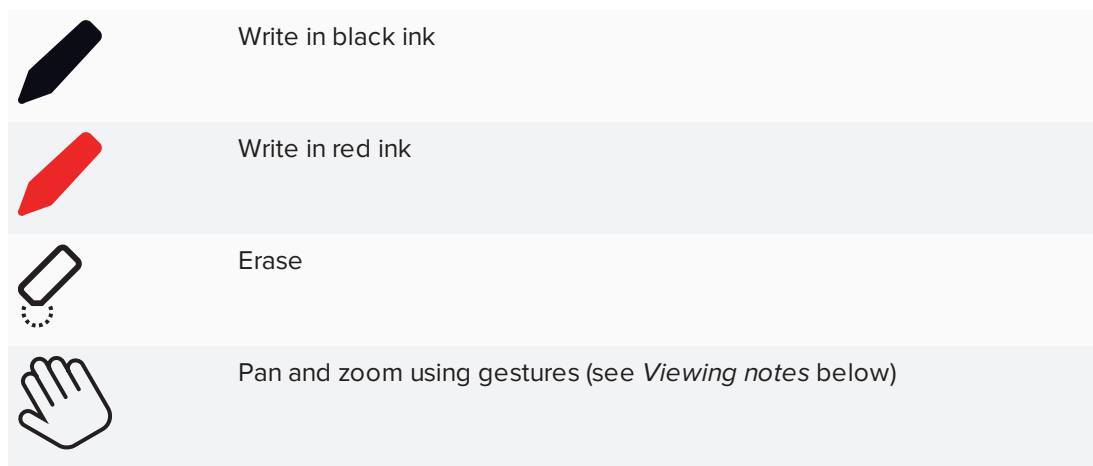 Write in black ink
Write in red ink
Erase
Pan and zoom using gestures (see Viewing notes below)